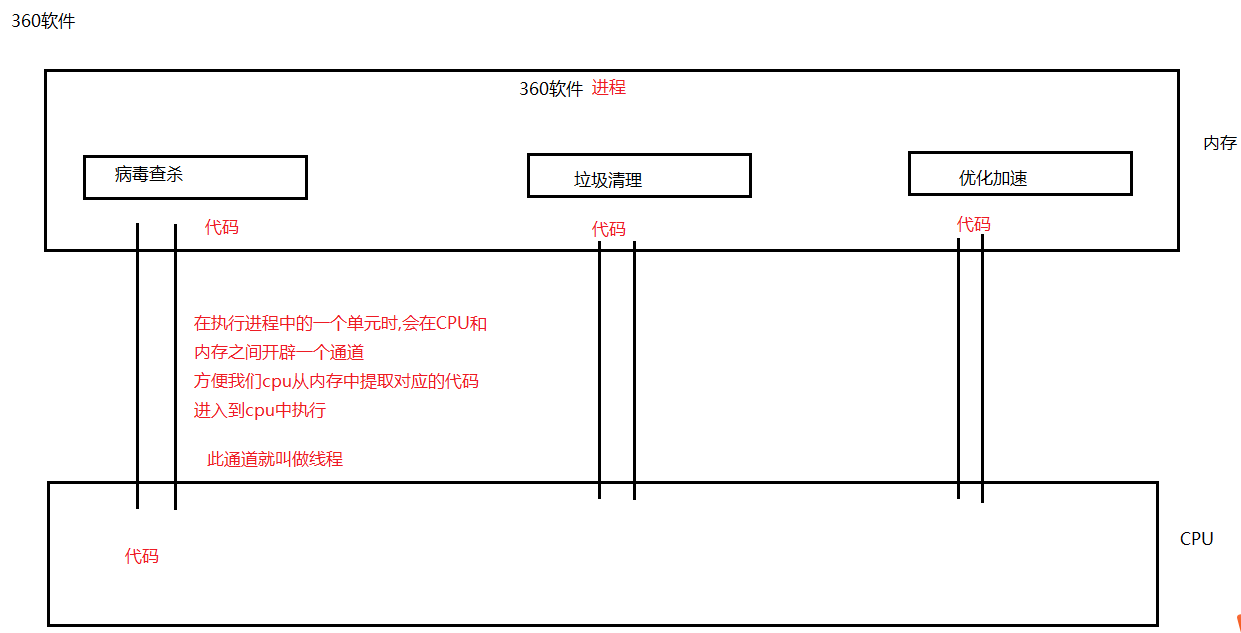 360软件
360软件 进程
内存
病毒查杀
垃圾清理
优化加速
代码
代码
代码
在执行进程中的一个单元时,会在CPU和
内存之间开辟一个通道
方便我们cpu从内存中提取对应的代码
进入到cpu中执行
此通道就叫做线程
CPU
代码